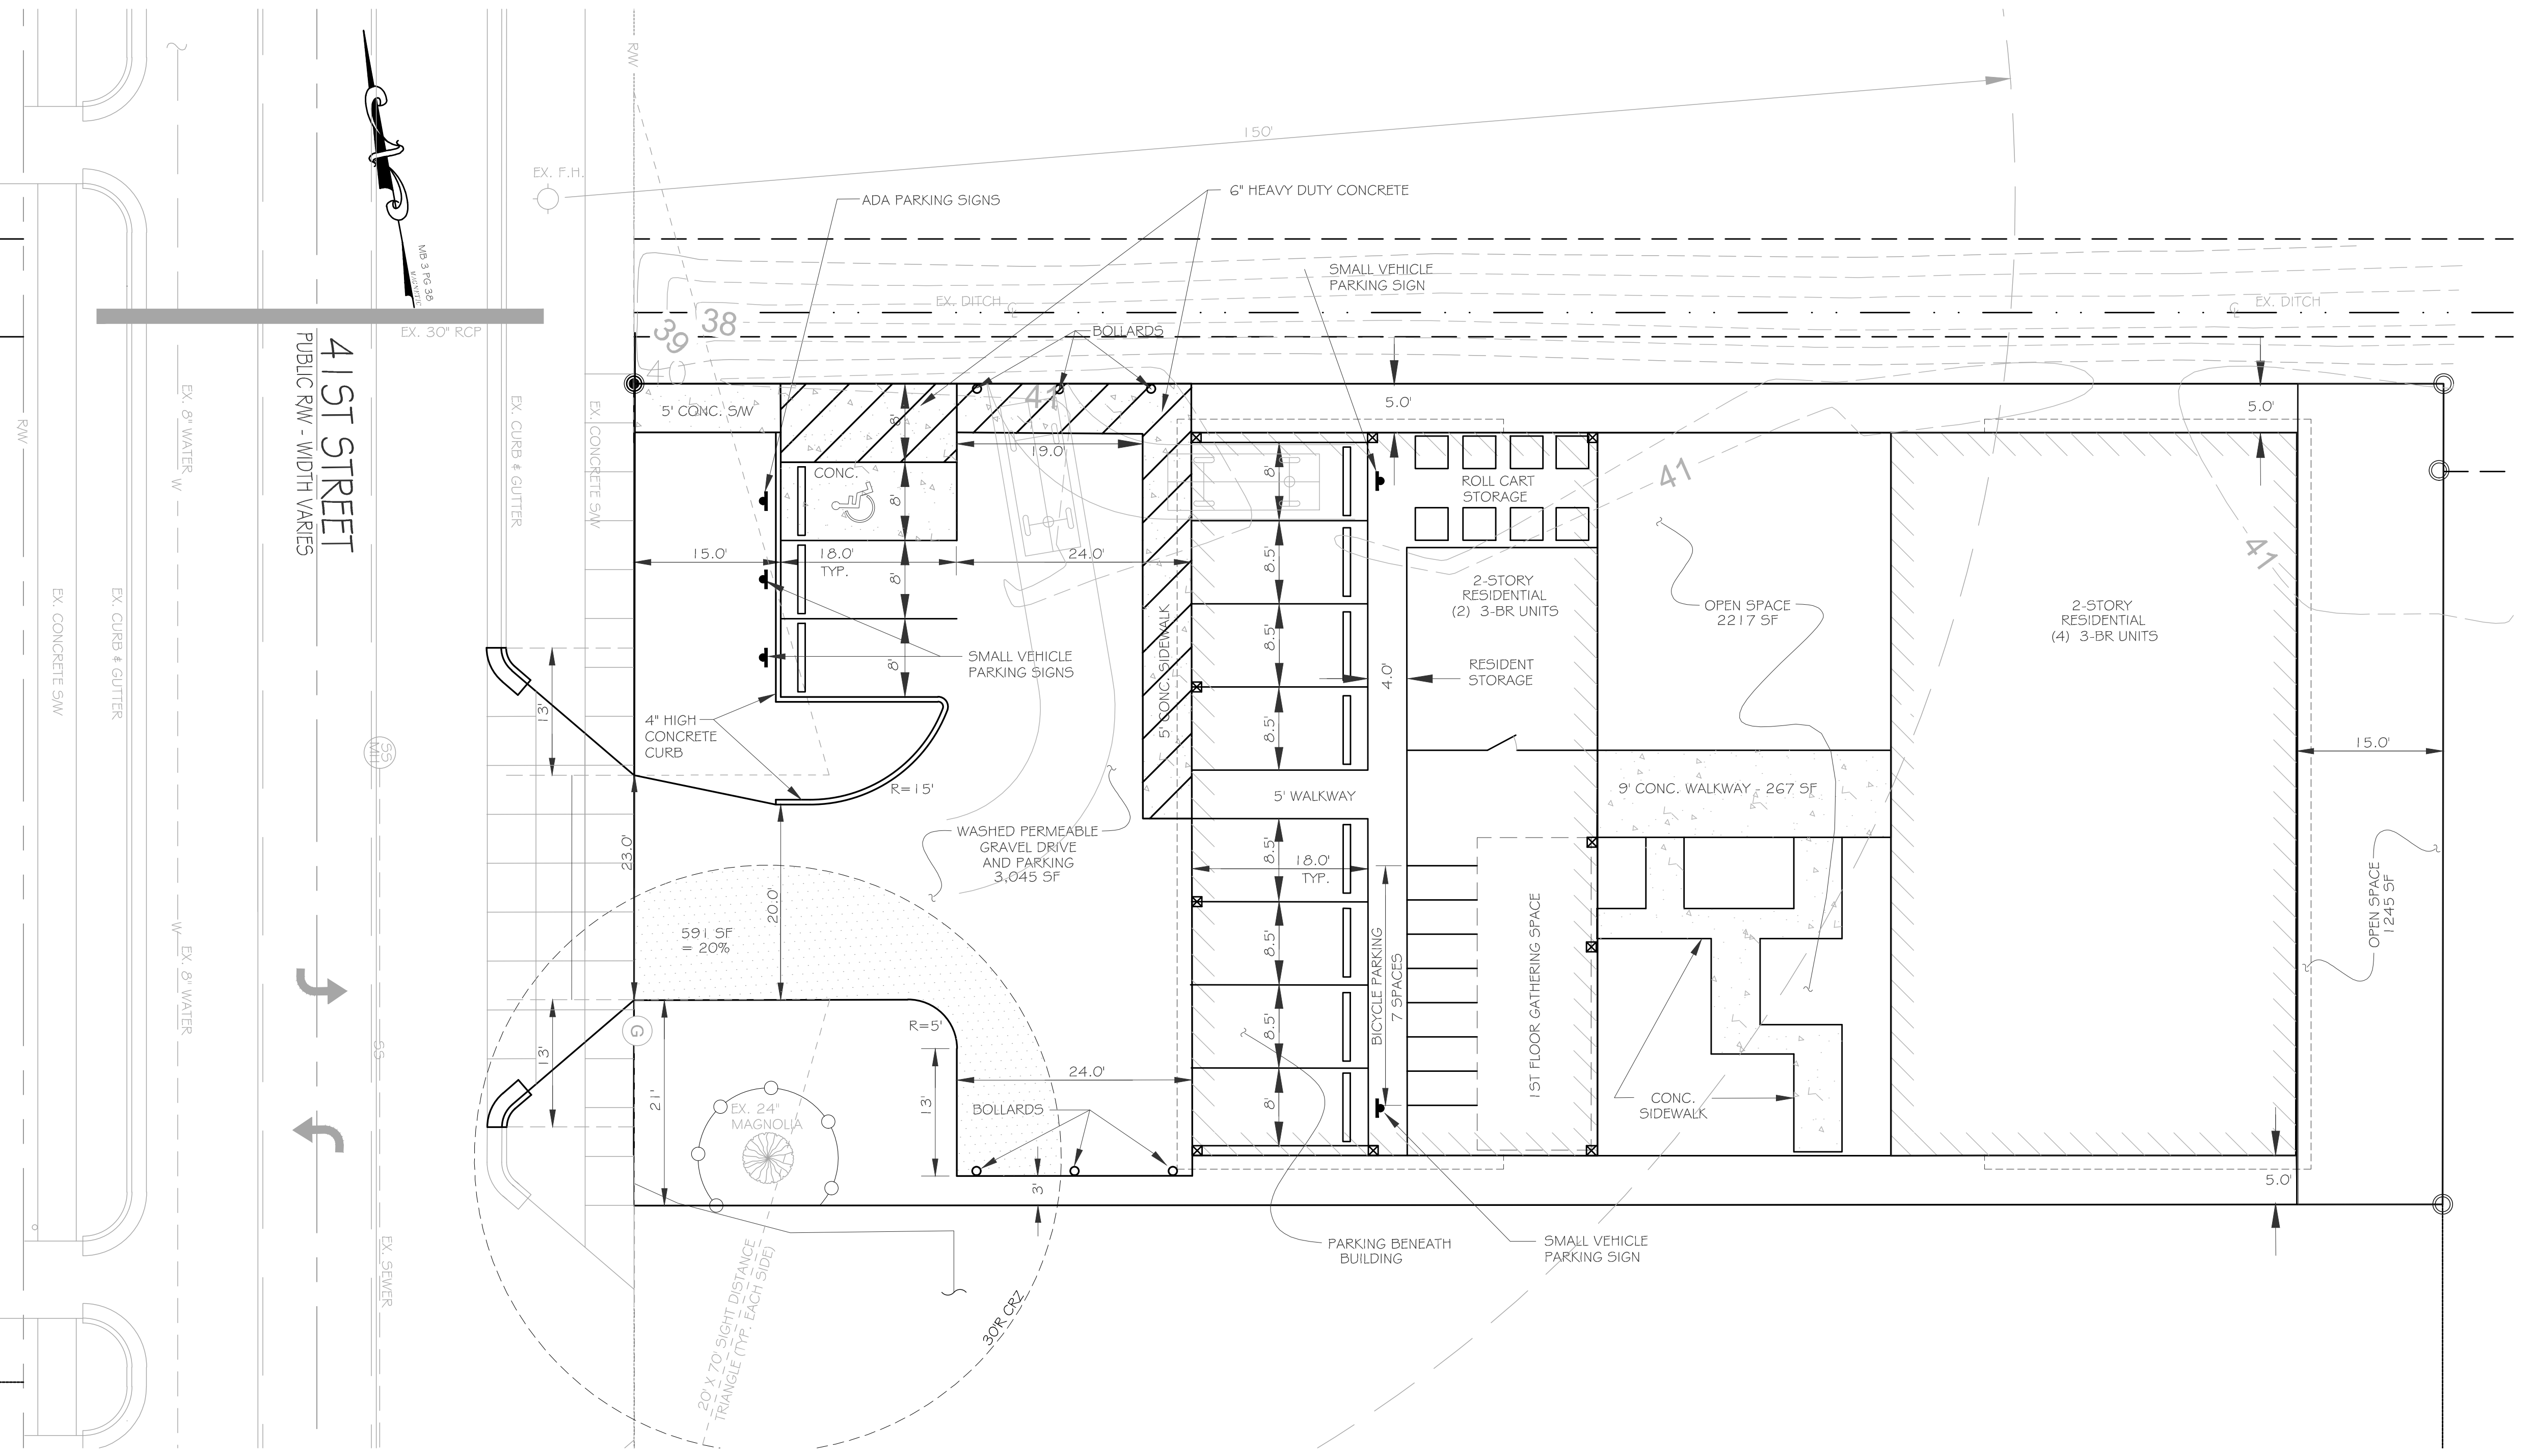 R/W
150'
EX. F.H.
ADA PARKING SIGNS
6" HEAVY DUTY CONCRETE
MB 3 PG 38
MAGNETIC
SMALL VEHICLE
PARKING SIGN
EX. DITCH
EX. DITCH
EX. 30" RCP
BOLLARDS
38
39
40
41
41
41
R/W
EX. 8" WATER
W
41ST STREET
PUBLIC R/W - WIDTH VARIES
EX. CURB & GUTTER
EX. CONCRETE S/W
5' CONC. S/W
8'
19.0'
CONC.
8'
8'
8'
15.0'
18.0'
TYP.
24.0'
5' CONC. SIDEWALK
8'
8.5'
8.5'
8.5'
5.0'
5.0'
ROLL CART
STORAGE
2-STORY
RESIDENTIAL
(2) 3-BR UNITS
RESIDENT
STORAGE
4.0'
OPEN SPACE
2217 SF
2-STORY
RESIDENTIAL
(4) 3-BR UNITS
15.0'
EX. CONCRETE S/W
EX. CURB & GUTTER
SS
MH
13'
4" HIGH
CONCRETE
CURB
SMALL VEHICLE
PARKING SIGNS
R=15'
5' WALKWAY
9' CONC. WALKWAY - 267 SF
WASHED PERMEABLE
GRAVEL DRIVE
AND PARKING
3,045 SF
23.0'
20.0'
591 SF
= 20%
8.5'
18.0'
TYP.
8.5'
8.5'
8'
BICYCLE PARKING
7 SPACES
1ST FLOOR GATHERING SPACE
OPEN SPACE
1245 SF
W
EX. 8" WATER
SS
EX. SEWER
G
13'
21'
R=5'
13'
24.0'
BOLLARDS
3'
EX. 24"
MAGNOLIA
CONC.
SIDEWALK
5.0'
PARKING BENEATH
BUILDING
SMALL VEHICLE
PARKING SIGN
20' X 70' SIGHT DISTANCE
TRIANGLE (TYP. EACH SIDE)
30'R CRZ